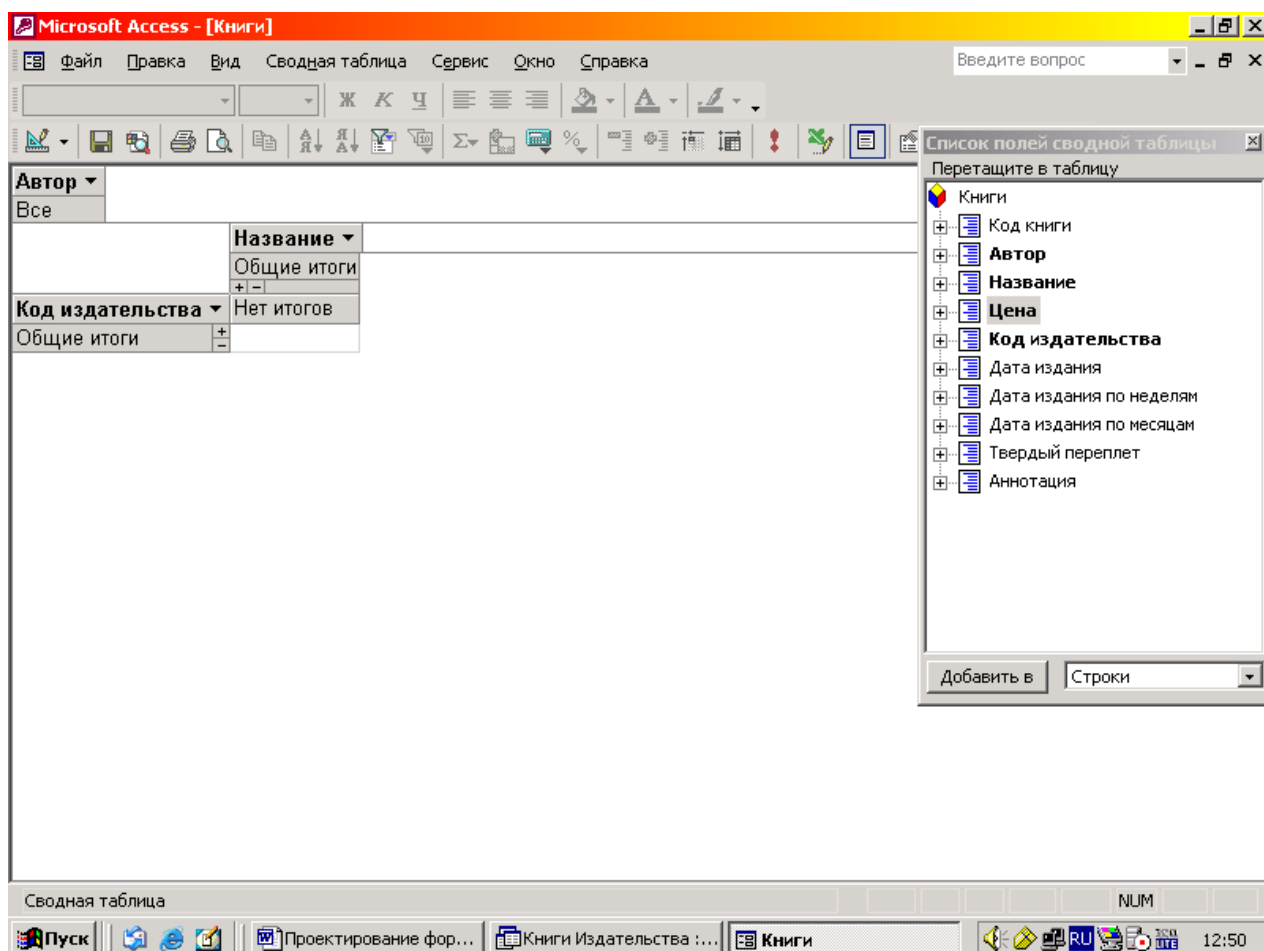 Microsoft Access - [Книги]
Файл Правка Вид Сводная таблица Сервис Окно Справка Введите вопрос
Ж К Ч
Список полей сводной таблицы
Перетащите в таблицу
Автор
Все
Название
Общие итоги
Код издательства Нет итогов
Общие итоги
Книги
Код книги
Автор
Название
Цена
Код издательства
Дата издания
Дата издания по неделям
Дата издания по месяцам
Твердый переплет
Аннотация
Добавить в Строки
Сводная таблица NUM
Пуск Проектирование фор... Книги Издательства :... Книги RU 12:50